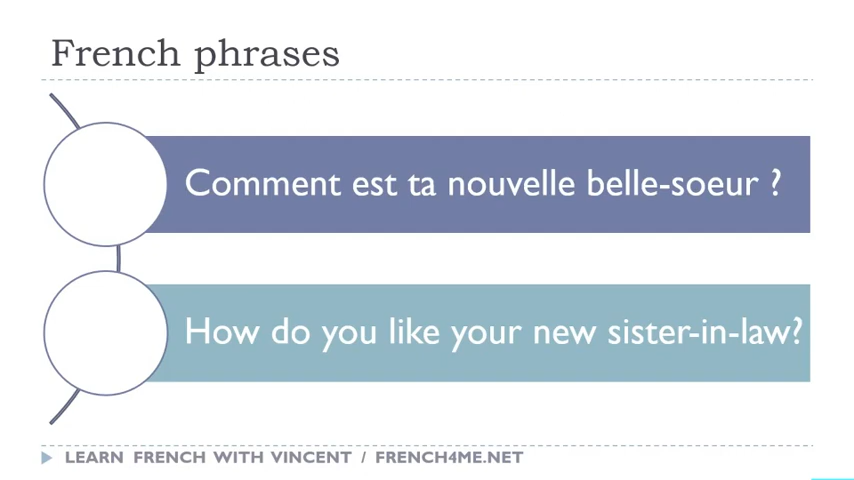 French phrases
Comment est ta nouvelle belle-soeur ?
How do you like your new sister-in-law?
LEARN FRENCH WITH VINCENT / FRENCH4ME.NET